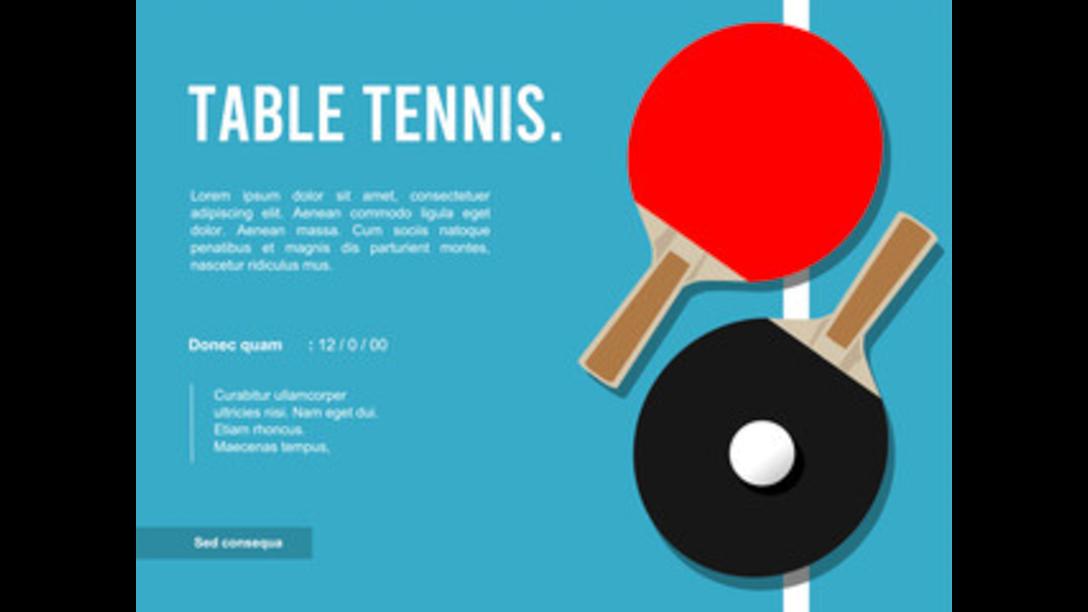 TABLE TENNIS.
Lorem ipsum dolor sit amet, consectetuer
adipiscing elit. Aenean commodo ligula eget
dolor. Aenean massa. Cum sociis natoque
penatibus et magnis dis parturient montes,
nascetur ridiculus mus.
Donec quam : 12 / 0 / 00
Curabitur ullamcorper
ultricies nisi. Nam eget dui.
Etiam rhoncus.
Maecenas tempus,
Sed consequa